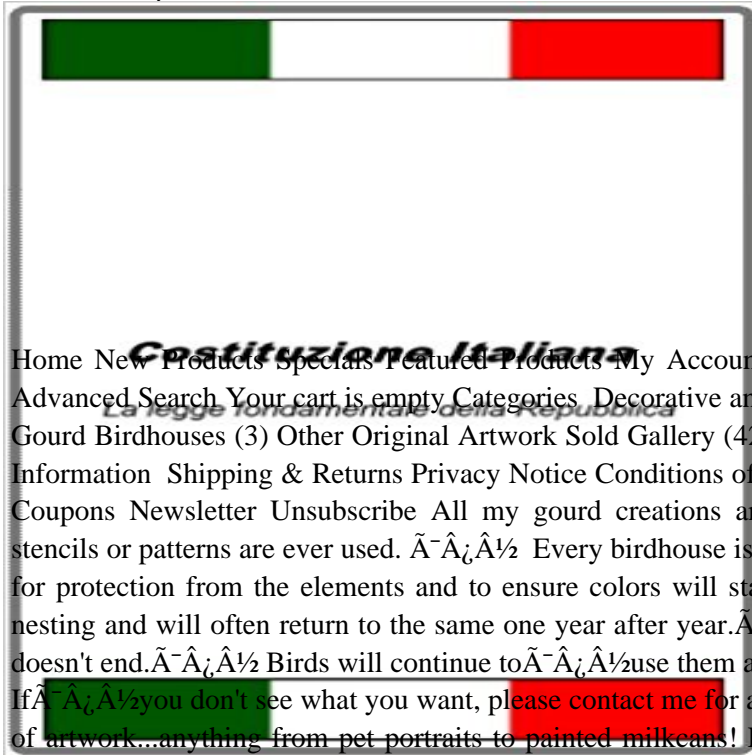 Costituzione Italiana
Home New Products Specials Featured Products My Accoun
La legge fondamentale della Repubblica
Advanced Search Your cart is empty Categories Decorative an
Gourd Birdhouses (3) Other Original Artwork Sold Gallery (42
Information Shipping & Returns Privacy Notice Conditions of
Coupons Newsletter Unsubscribe All my gourd creations ar
stencils or patterns are ever used. Ã¯Â¿Â½ Every birdhouse is
for protection from the elements and to ensure colors will sta
nesting and will often return to the same one year after year.Ã
doesn't end.Ã¯Â¿Â½ Birds will continue toÃ¯Â¿Â½use them a
IfÃ¯Â¿Â½you don't see what you want, please contact me for a
of artwork...anything from pet portraits to painted milkcans!